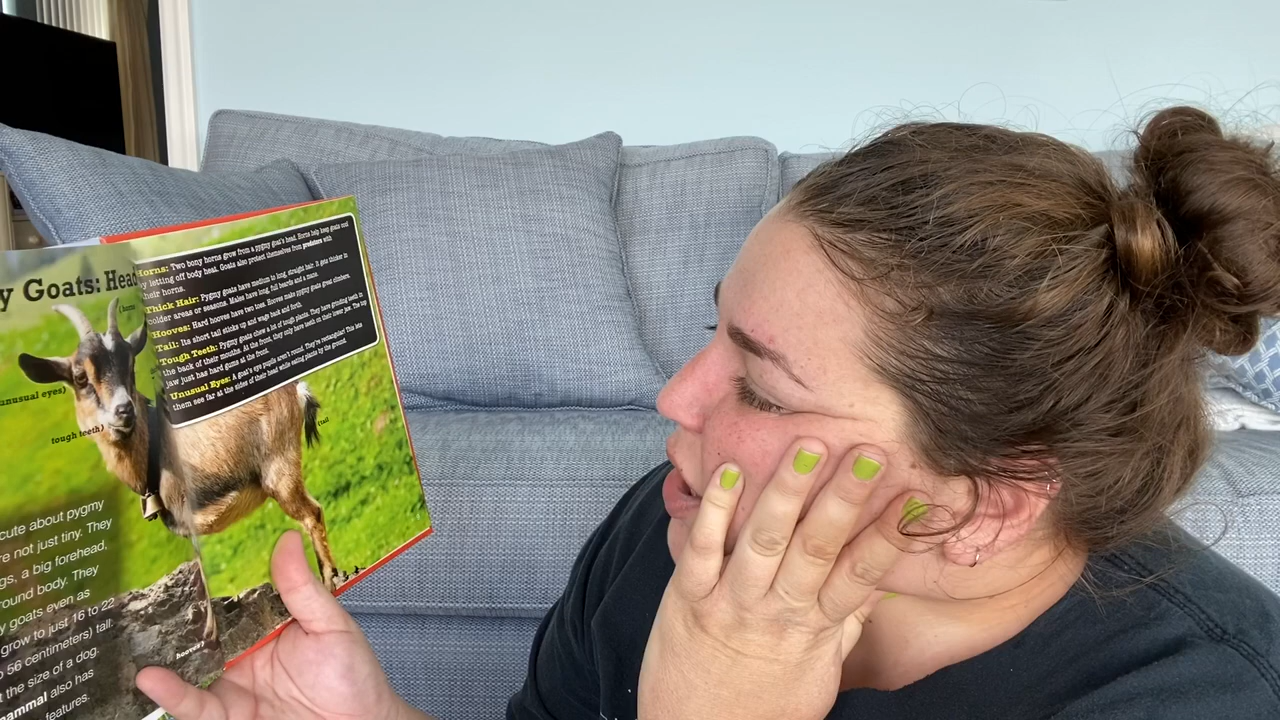 y Goats: Head
(horns
unusual eyes)
tough teeth)
(tail
hooves)
Horns: Two bony horns grow from a pygmy goat's head. Horns help keep goats cool
by letting off body heat. Goats also protect themselves from predators with
their horns.
Thick Hair: Pygmy goats have medium to long, straight hair. It gets thicker in
colder areas or seasons. Males have long, full beards and a mane.
Hooves: Hard hooves have two toes. Hooves make pygmy goats great climbers.
Tail: Its short tail sticks up and wags back and forth.
Tough Teeth: Pygmy goats chew a lot of tough plants. They have grinding teeth in
the back of their mouths. At the front, they only have teeth on their lower jaw. The top
jaw just has hard gums at the front.
Unusual Eyes: A goat's eye pupils aren't round. They're rectangular! This lets
them see far at the sides of their head while eating plants by the ground.
cute about pygmy
re not just tiny. They
gs, a big forehead,
round body. They
y goats even as
grow to just 16 to 22
o 56 centimeters) tall.
t the size of a dog.
mammal also has
features.